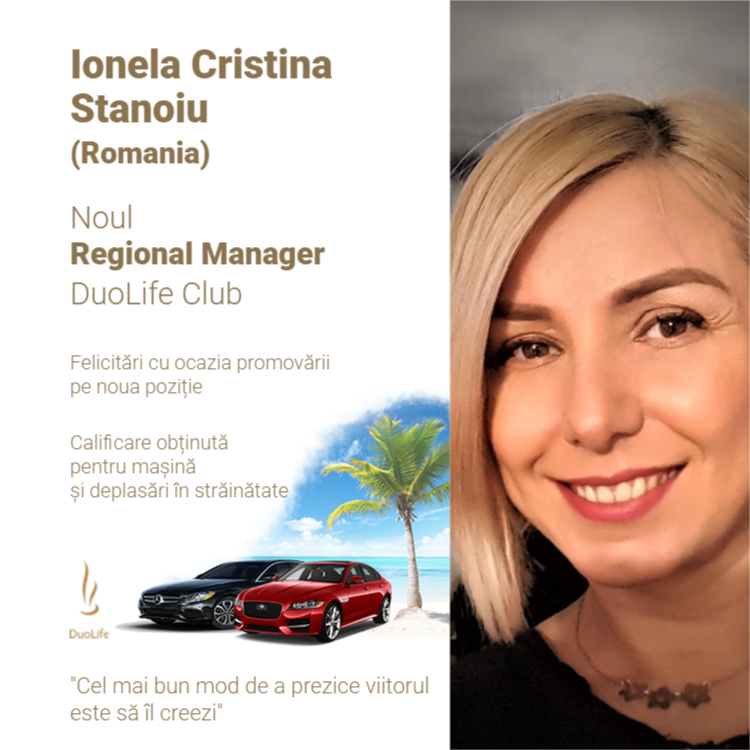 Ionela Cristina
Stanoiu
(Romania)
Noul
Regional Manager
DuoLife Club
Felicitări cu ocazia promovării
pe noua poziție
Calificare obținută
pentru mașină
și deplasări în străinătate
DuoLife
"Cel mai bun mod de a prezice viitorul
este să îl creezi"